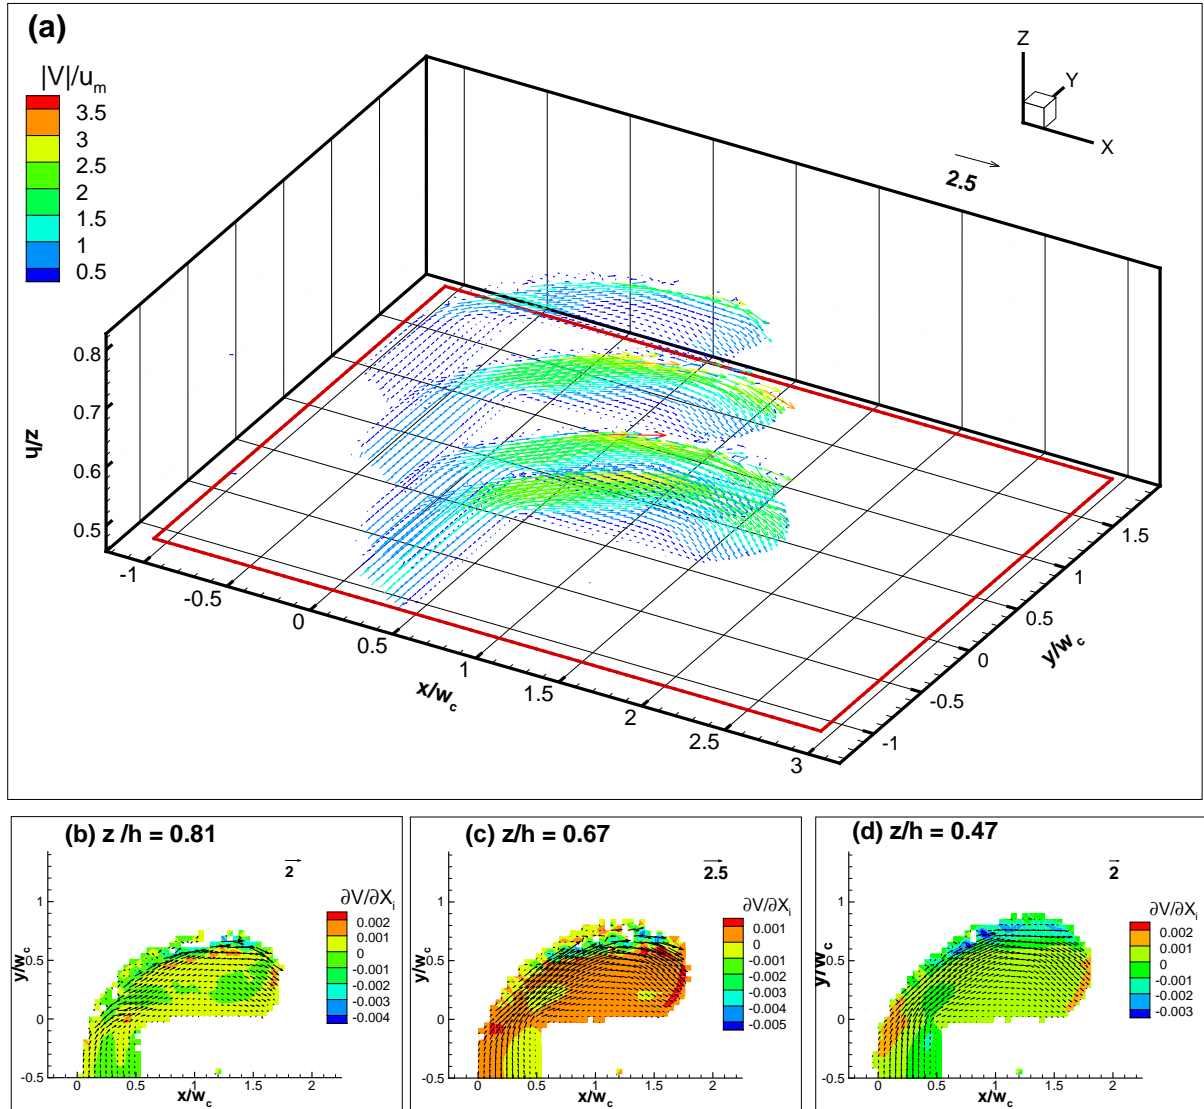 (a)
|V|/u_m
3.5
3
2.5
2
1.5
1
0.5
Z
Y
X
2.5
0.8
0.7
0.6
0.5
z/h
-1
-0.5
0
0.5
1
1.5
2
2.5
3
x/w_c
-1
-0.5
0
0.5
1
1.5
y/w_c
(b) z /h = 0.81
2
∂V/∂X_i
0.002
0.001
0
-0.001
-0.002
-0.003
-0.004
1
0.5
0
-0.5
y/w_c
0 0.5 1 1.5 2
x/w_c
(c) z/h = 0.67
2.5
∂V/∂X_i
0.001
0
-0.001
-0.002
-0.003
-0.004
-0.005
1
0.5
0
-0.5
y/w_c
0 0.5 1 1.5 2
x/w_c
(d) z/h = 0.47
2
∂V/∂X_i
0.002
0.001
0
-0.001
-0.002
-0.003
1
0.5
0
-0.5
y/w_c
0 0.5 1 1.5 2
x/w_c